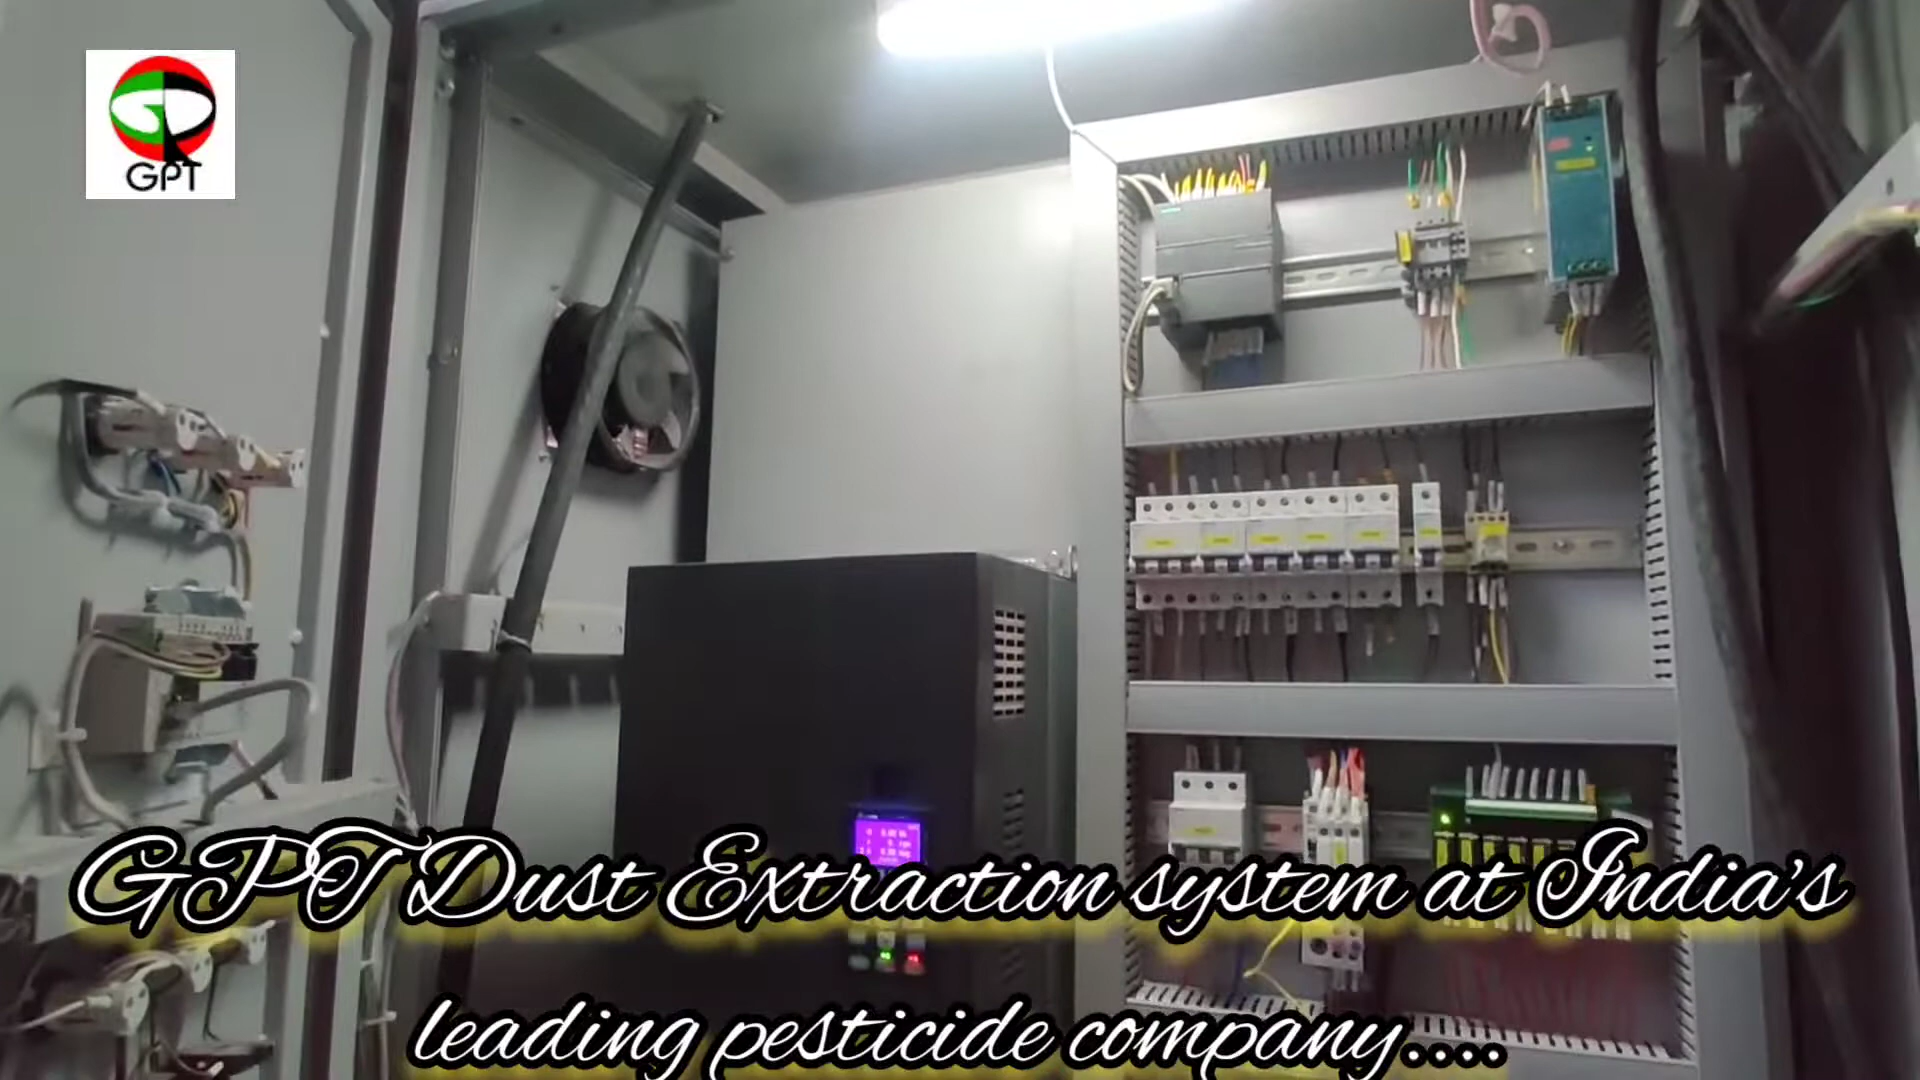 GPT
GPT Dust Extraction system at India's
leading pesticide company....